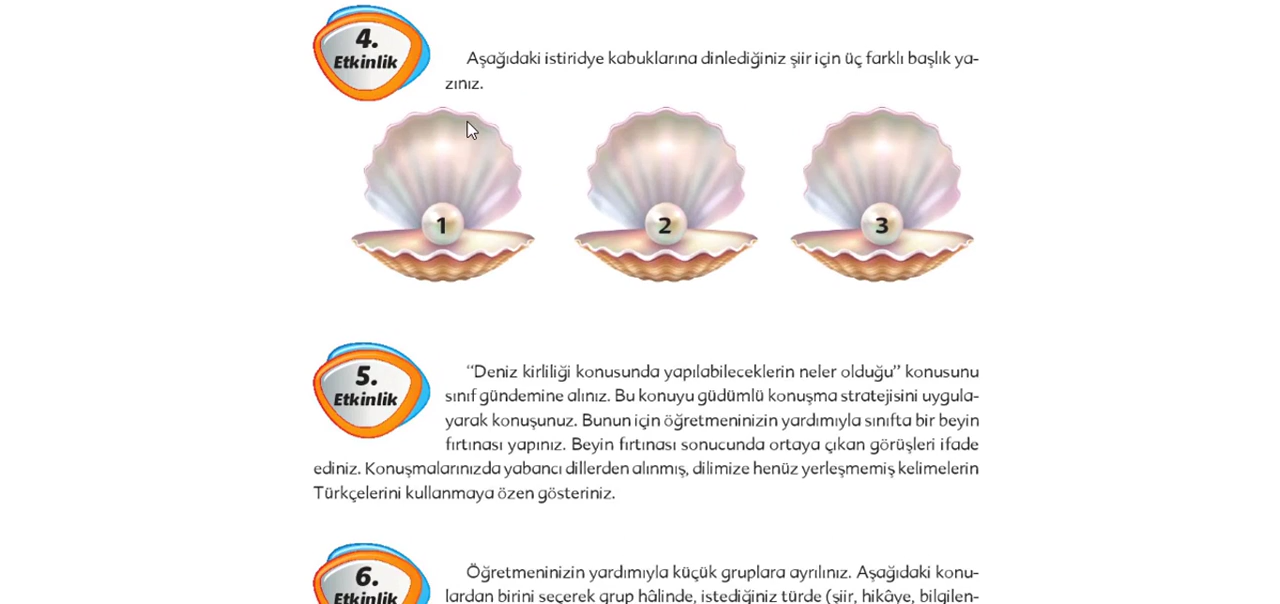 4.
Etkinlik
Aşağıdaki istiridye kabuklarına dinlediğiniz şiir için üç farklı başlık ya-
zınız.
1 2 3
5.
Etkinlik
“Deniz kirliliği konusunda yapılabileceklerin neler olduğu” konusunu
sınıf gündemine alınız. Bu konuyu güdümlü konuşma stratejisini uygula-
yarak konuşunuz. Bunun için öğretmeninizin yardımıyla sınıfta bir beyin
fırtınası yapınız. Beyin fırtınası sonucunda ortaya çıkan görüşleri ifade
ediniz. Konuşmalarınızda yabancı dillerden alınmış, dilimize henüz yerleşmemiş kelimelerin
Türkçelerini kullanmaya özen gösteriniz.
6.
Etkinlik
Öğretmeninizin yardımıyla küçük gruplara ayrılınız. Aşağıdaki konu-
lardan birini seçerek grup hâlinde, istediğiniz türde (şiir, hikâye, bilgilen-